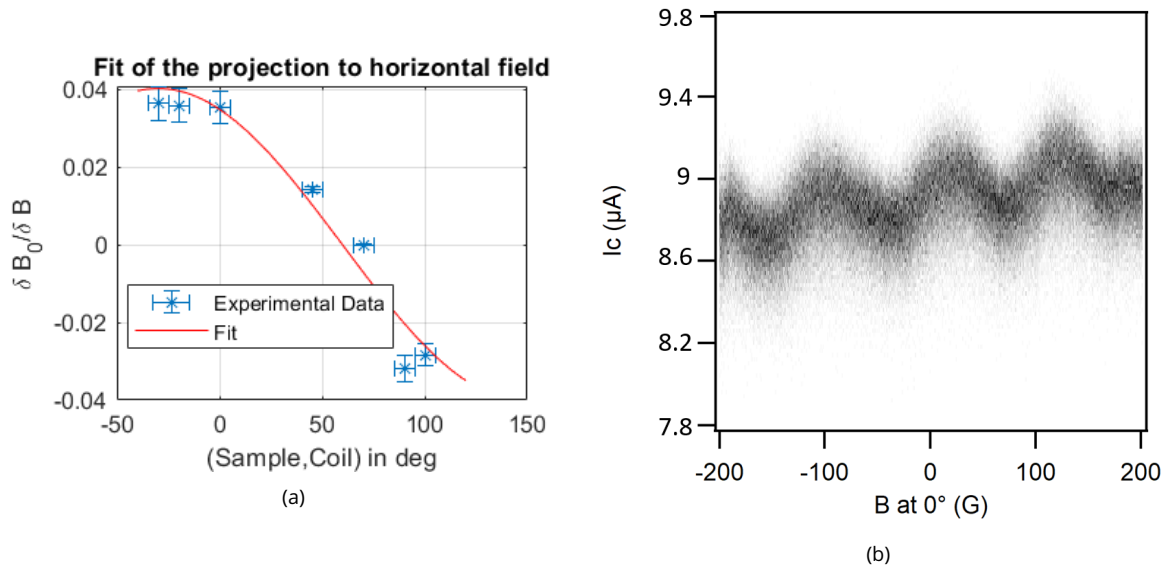 Fit of the projection to horizontal field
0.04
0.02
0
-0.02
-0.04
δ B0/δ B
Experimental Data
Fit
-50 0 50 100 150
(Sample,Coil) in deg
(a)
9.8
9.4
9
8.6
8.2
7.8
Ic (µA)
-200 -100 0 100 200
B at 0° (G)
(b)